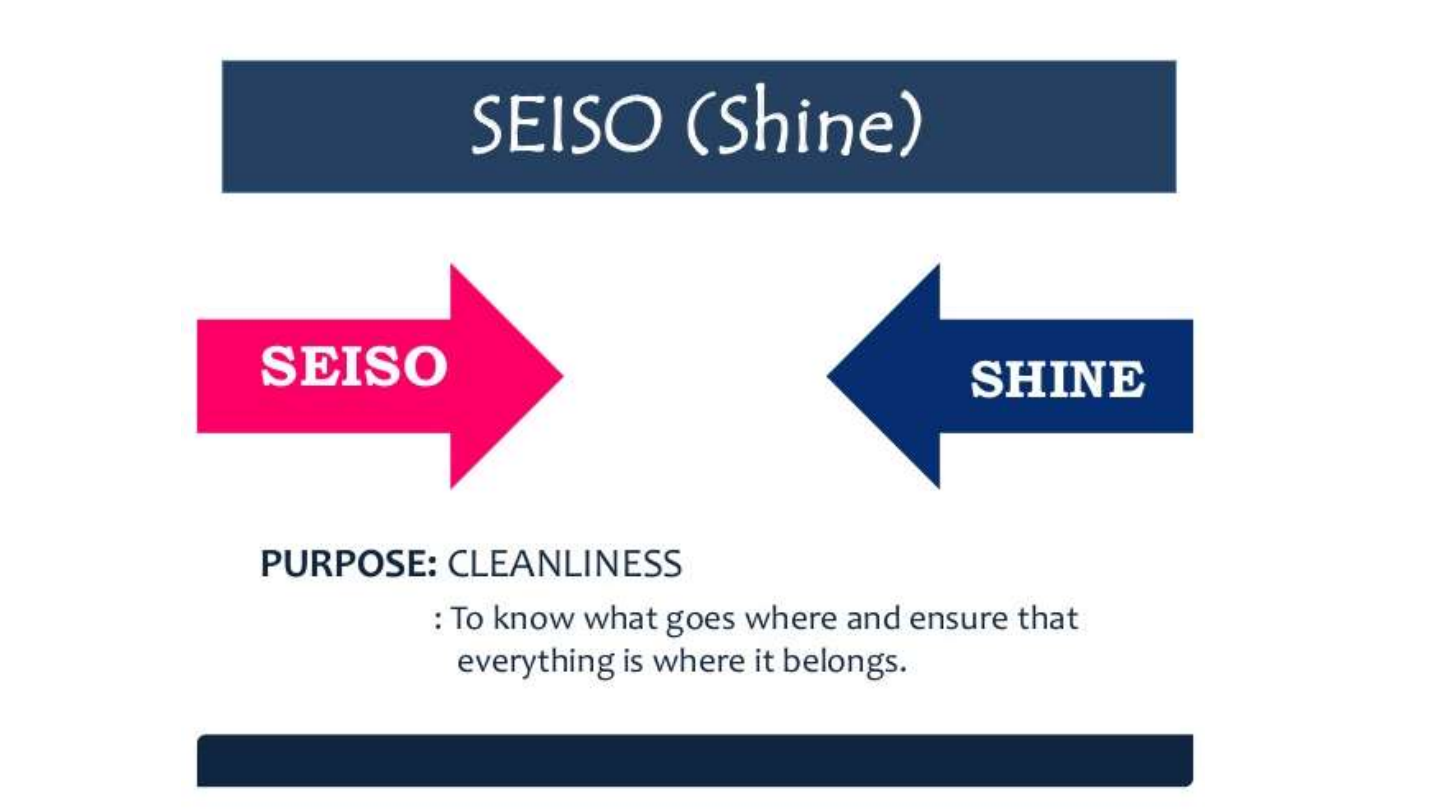 SEISO (Shine)
SEISO
SHINE
PURPOSE: CLEANLINESS
: To know what goes where and ensure that
everything is where it belongs.